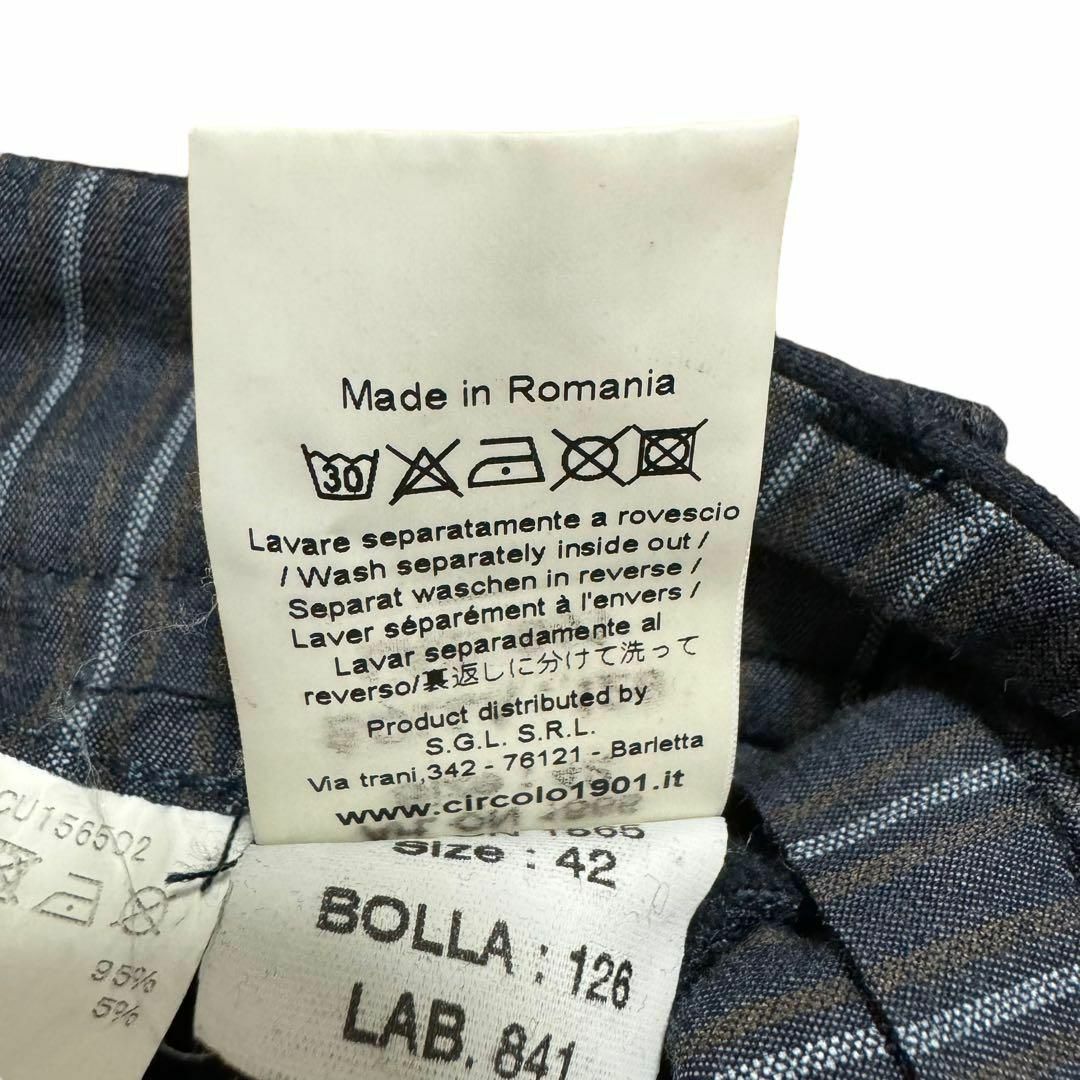 Made in Romania
30
Lavare separatamente a rovescio
/ Wash separately inside out /
Separat waschen in reverse /
Laver séparément à l'envers /
Lavar separadamente al
reverso/裏返しに分けて洗って
Product distributed by
S.G.L. S.R.L.
Via trani,342 - 76121 - Barletta
www.circolo1901.it
Size : 42
BOLLA : 126
LAB. 841
CU156502
95%
5%